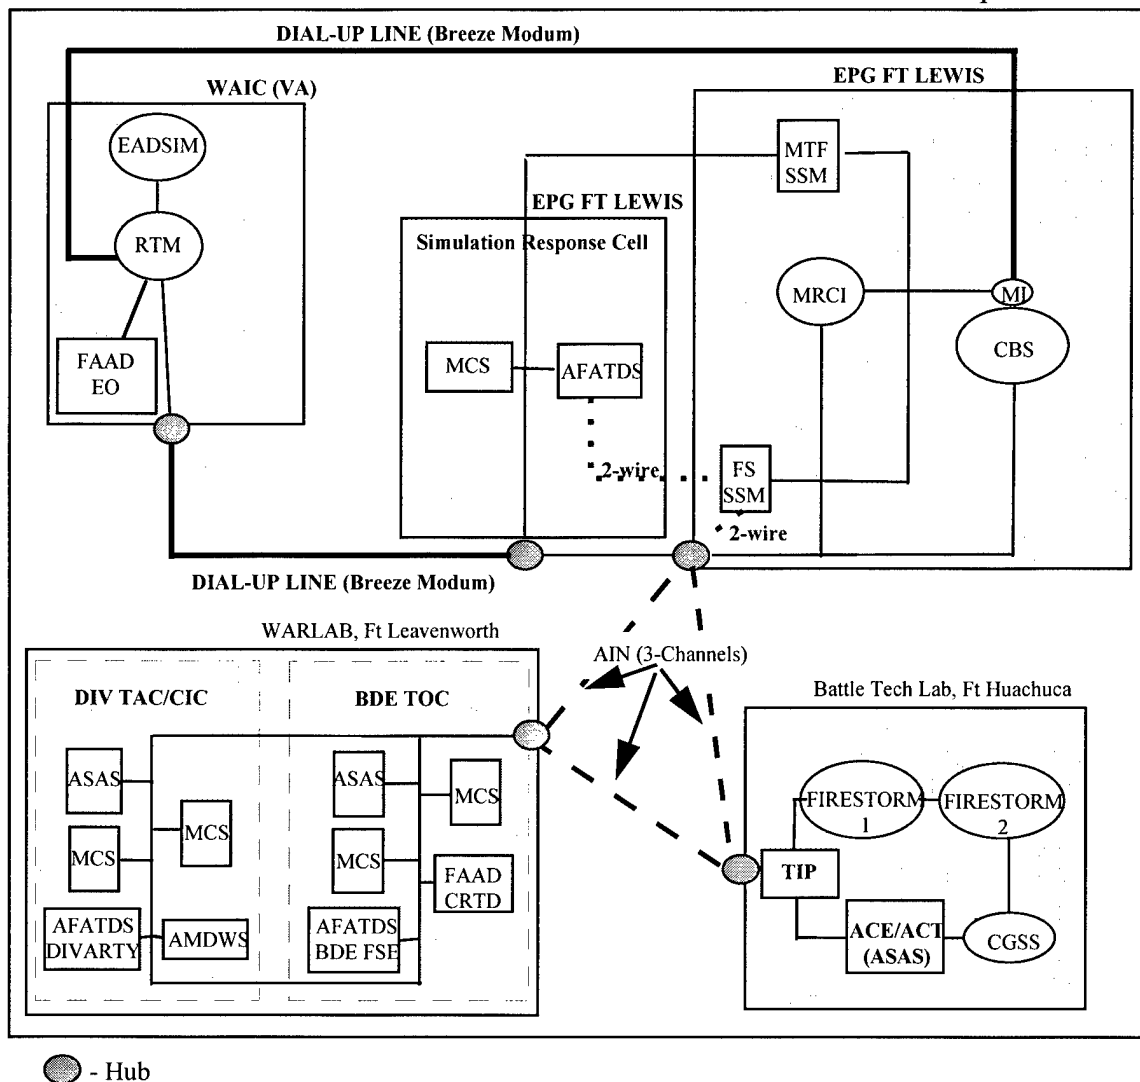 DIAL-UP LINE (Breeze Modum)
WAIC (VA)
EPG FT LEWIS
EADSIM
MTF
SSM
EPG FT LEWIS
RTM
Simulation Response Cell
MRCI
MI
FAAD
EO
MCS
AFATDS
CBS
2-wire
FS
SSM
2-wire
DIAL-UP LINE (Breeze Modum)
WARLAB, Ft Leavenworth
AIN (3-Channels)
DIV TAC/CIC
BDE TOC
Battle Tech Lab, Ft Huachuca
ASAS
MCS
MCS
AFATDS
DIVARTY
AMDWS
ASAS
MCS
MCS
FAAD
CRTD
AFATDS
BDE FSE
FIRESTORM
1
FIRESTORM
2
TIP
ACE/ACT
(ASAS)
CGSS
- Hub